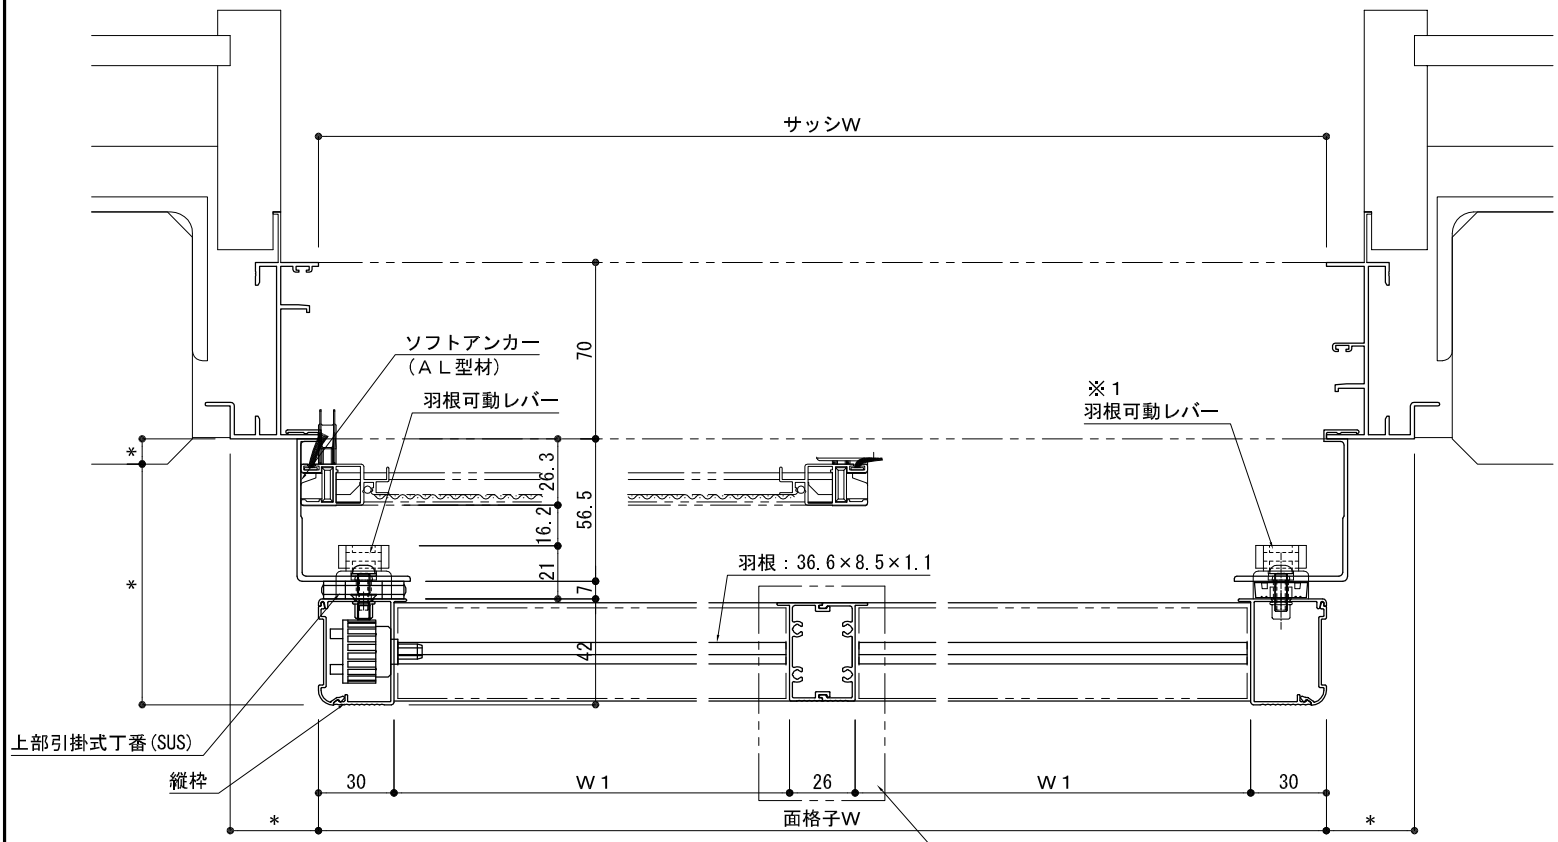 サッシW
ソフトアンカー
（ＡＬ型材）
羽根可動レバー
※1
羽根可動レバー
70
*
26.3
56.5
16.2
*
21
7
羽根：36.6×8.5×1.1
42
上部引掛式丁番(SUS)
縦枠
30
W1
26
W1
30
*
面格子W
*